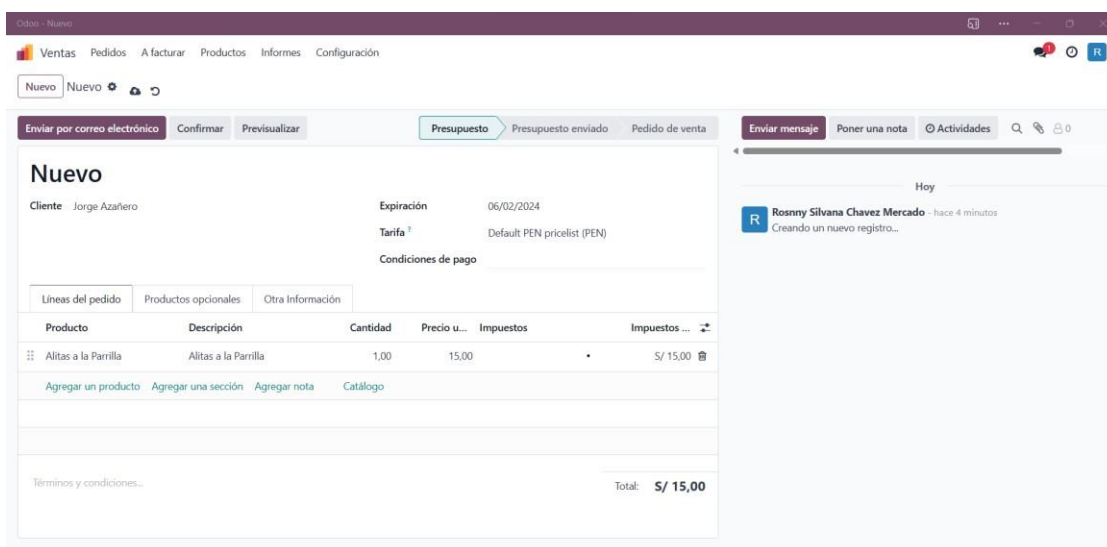 Odoo - Nuevo
Ventas Pedidos A facturar Productos Informes Configuración
1
R
Nuevo Nuevo
Enviar por correo electrónico Confirmar Previsualizar
Presupuesto Presupuesto enviado Pedido de venta
Enviar mensaje Poner una nota Actividades 0
Nuevo
Cliente Jorge Azañero
Expiración 06/02/2024
Tarifa ? Default PEN pricelist (PEN)
Condiciones de pago
Hoy
R
Rosnny Silvana Chavez Mercado - hace 4 minutos
Creando un nuevo registro...
Líneas del pedido Productos opcionales Otra Información
Producto Descripción Cantidad Precio u... Impuestos Impuestos ...
Alitas a la Parrilla Alitas a la Parrilla 1,00 15,00 S/ 15,00
Agregar un producto Agregar una sección Agregar nota Catálogo
Términos y condiciones...
Total: S/ 15,00